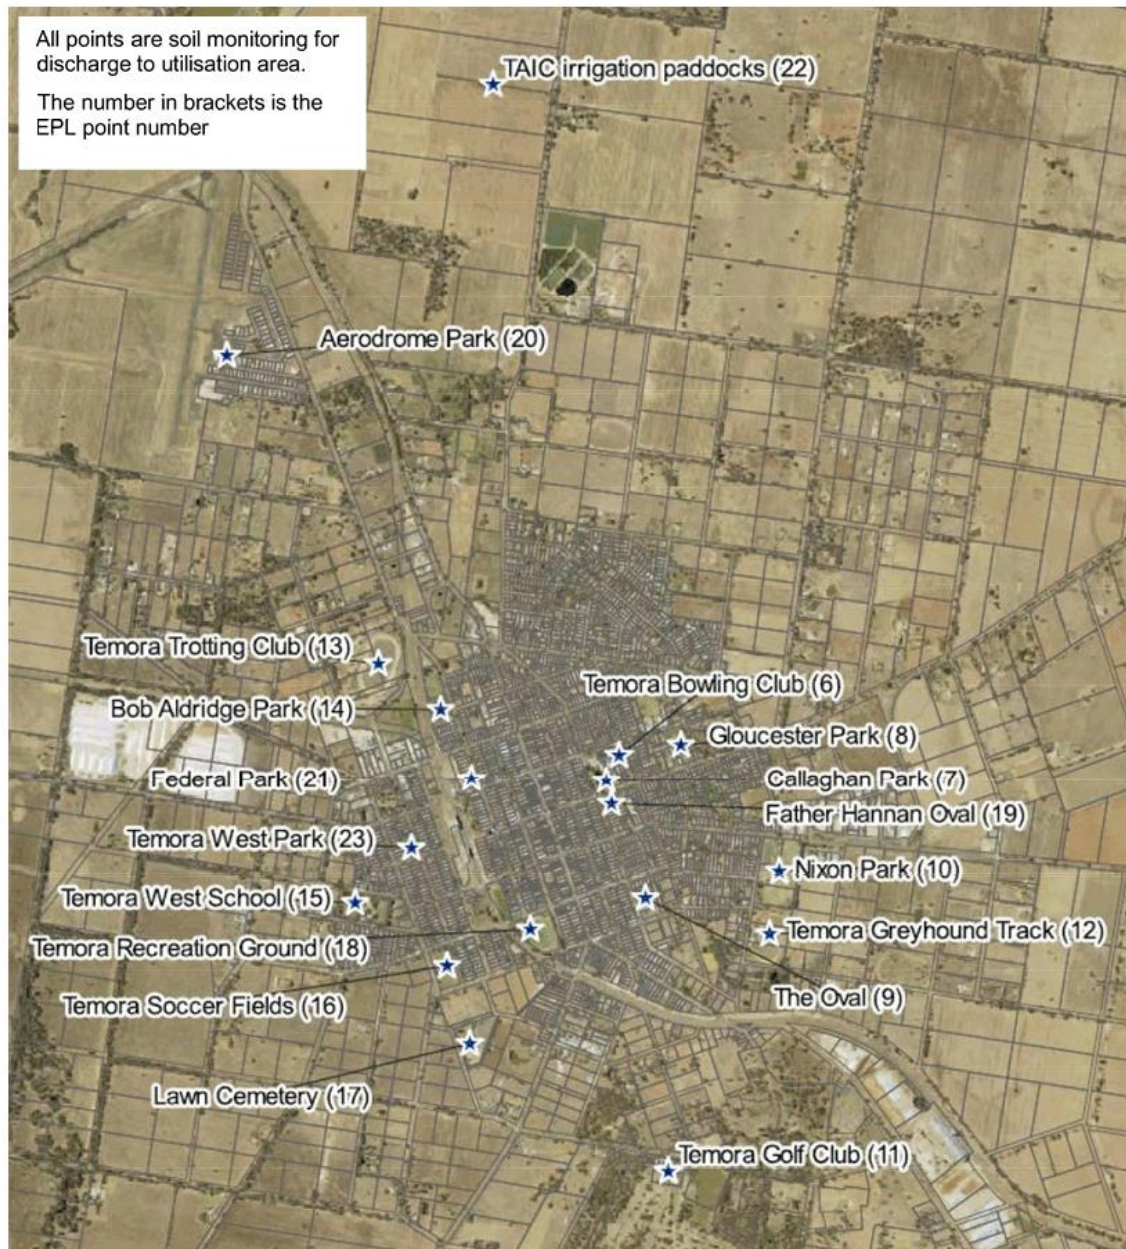 All points are soil monitoring for
discharge to utilisation area.
The number in brackets is the
EPL point number
TAIC irrigation paddocks (22)
Aerodrome Park (20)
Temora Trotting Club (13)
Temora Bowling Club (6)
Bob Aldridge Park (14)
Gloucester Park (8)
Federal Park (21)
Callaghan Park (7)
Father Hannan Oval (19)
Temora West Park (23)
Nixon Park (10)
Temora West School (15)
Temora Greyhound Track (12)
Temora Recreation Ground (18)
The Oval (9)
Temora Soccer Fields (16)
Lawn Cemetery (17)
Temora Golf Club (11)